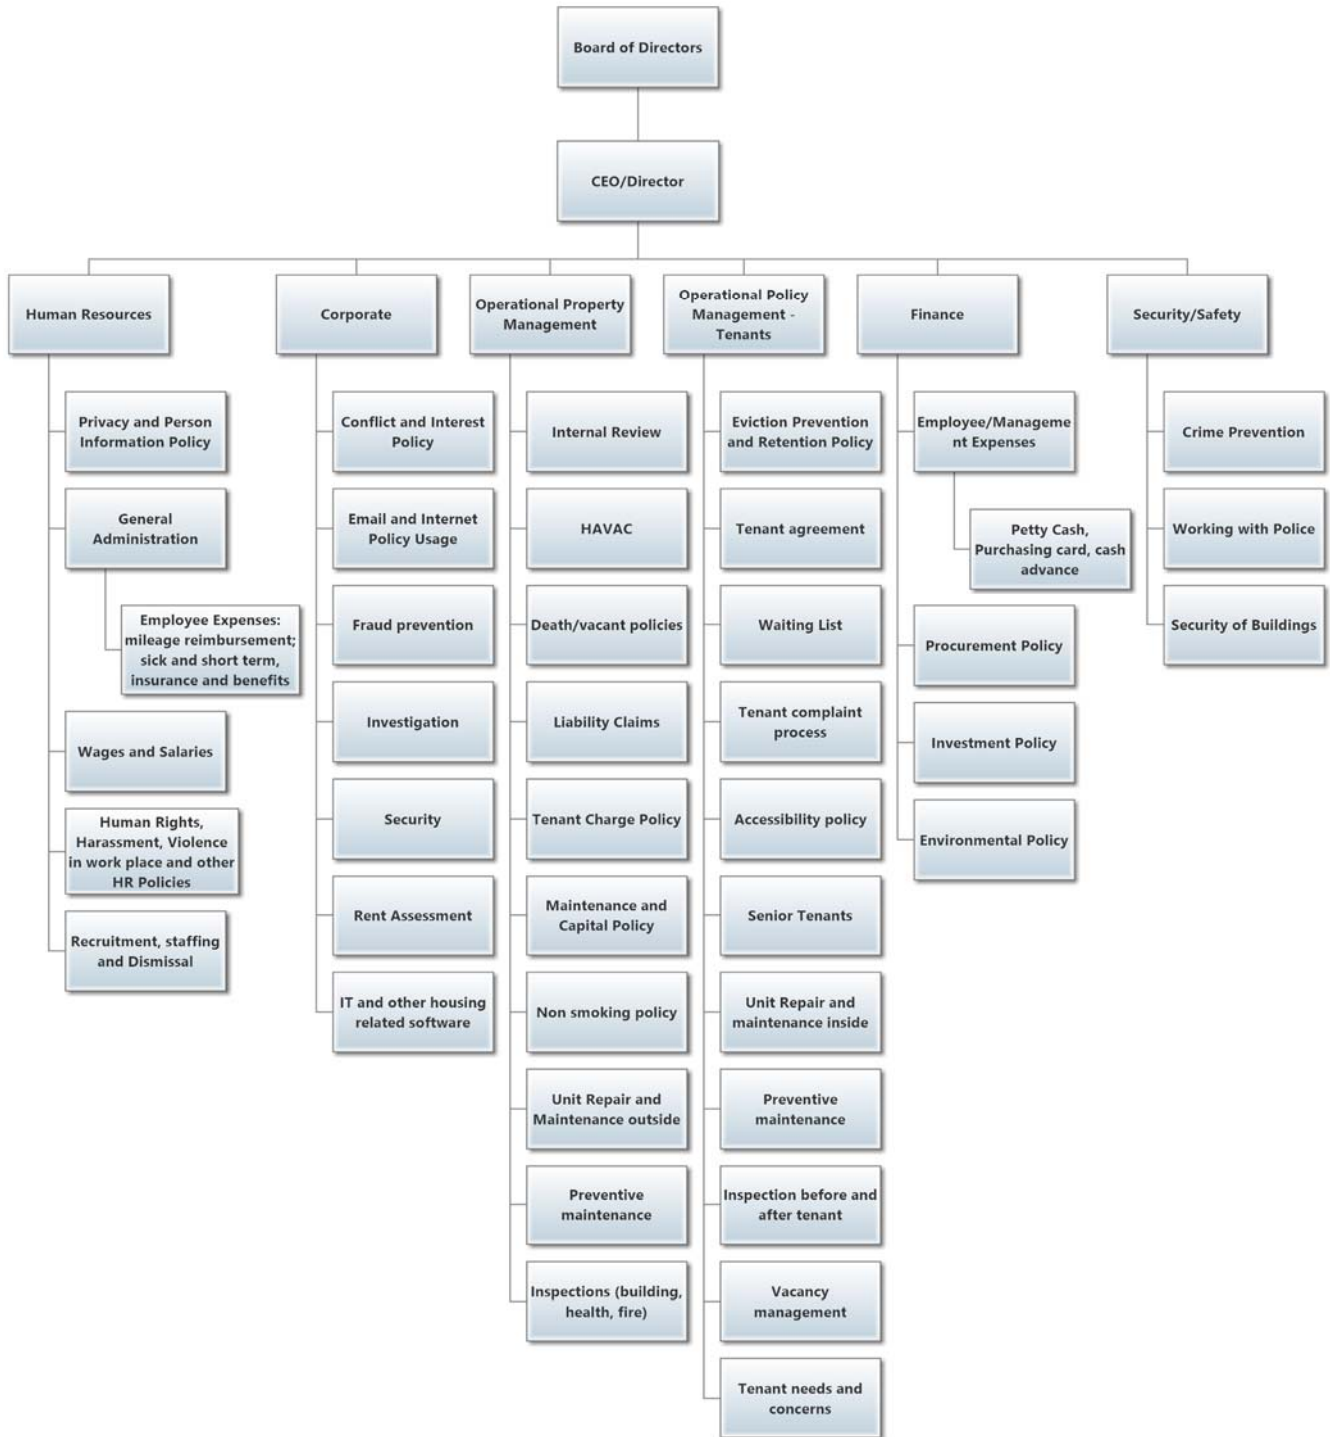 Board of Directors
CEO/Director
Human Resources
Corporate
Operational Property
Management
Operational Policy
Management -
Tenants
Finance
Security/Safety
Privacy and Person
Information Policy
General
Administration
Employee Expenses:
mileage reimbursement;
sick and short term,
insurance and benefits
Wages and Salaries
Human Rights,
Harassment, Violence
in work place and other
HR Policies
Recruitment, staffing
and Dismissal
Conflict and Interest
Policy
Email and Internet
Policy Usage
Fraud prevention
Investigation
Security
Rent Assessment
IT and other housing
related software
Internal Review
HAVAC
Death/vacant policies
Liability Claims
Tenant Charge Policy
Maintenance and
Capital Policy
Non smoking policy
Unit Repair and
Maintenance outside
Preventive
maintenance
Inspections (building,
health, fire)
Eviction Prevention
and Retention Policy
Tenant agreement
Waiting List
Tenant complaint
process
Accessibility policy
Senior Tenants
Unit Repair and
maintenance inside
Preventive
maintenance
Inspection before and
after tenant
Vacancy
management
Tenant needs and
concerns
Employee/Manageme
nt Expenses
Petty Cash,
Purchasing card, cash
advance
Procurement Policy
Investment Policy
Environmental Policy
Crime Prevention
Working with Police
Security of Buildings